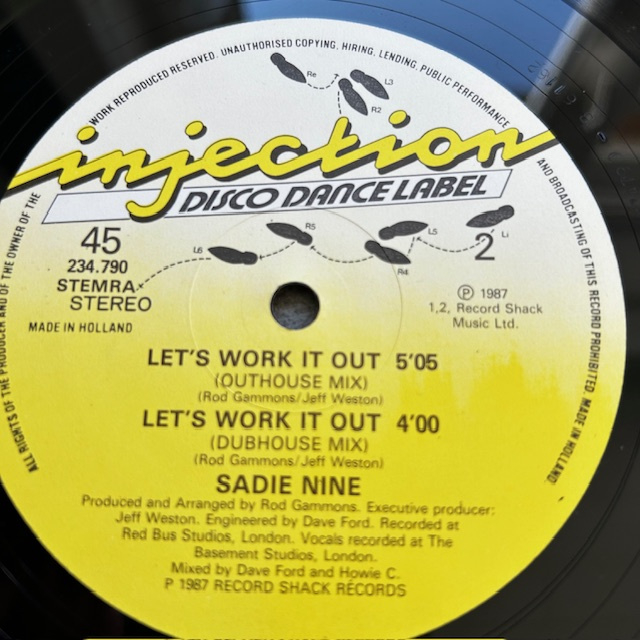 WORK REPRODUCED RESERVED. UNAUTHORISED COPYING, HIRING, LENDING, PUBLIC PERFORMANCE
AND BROADCASTING OF THIS RECORD PROHIBITED. MADE IN HOLLAND.
ALL RIGHTS OF THE PRODUCER AND OF THE OWNER OF THE
Re
L3
R2
injection
DISCO DANCE LABEL
L6
R5
L5
R4
Li
45
234.790
STEMRA
STEREO
MADE IN HOLLAND
2
℗ 1987
1,2, Record Shack
Music Ltd.
LET'S WORK IT OUT 5'05
(OUTHOUSE MIX)
(Rod Gammons/Jeff Weston)
LET'S WORK IT OUT 4'00
(DUBHOUSE MIX)
(Rod Gammons/Jeff Weston)
SADIE NINE
Produced and Arranged by Rod Gammons. Executive producer:
Jeff Weston. Engineered by Dave Ford. Recorded at
Red Bus Studios, London. Vocals recorded at The
Basement Studios, London.
Mixed by Dave Ford and Howie C.
P 1987 RECORD SHACK RECORDS